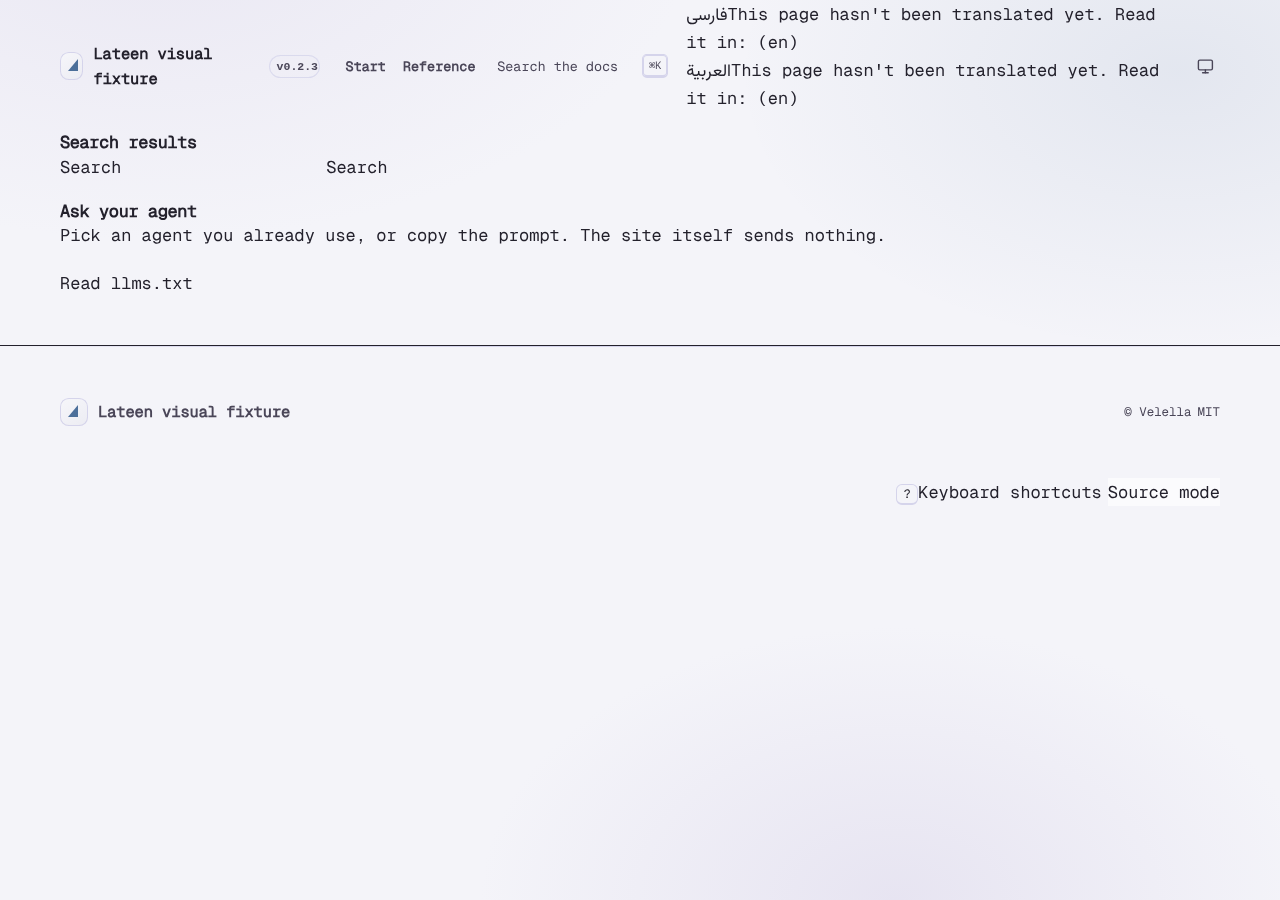 Lateen visual
fixture
v0.2.3
Start
Reference
Search the docs
⌘K
فارسیThis page hasn't been translated yet. Read
it in: (en)
العربيةThis page hasn't been translated yet. Read
it in: (en)
Search results
Search
Search
Ask your agent
Pick an agent you already use, or copy the prompt. The site itself sends nothing.
Read llms.txt
Lateen visual fixture
© Velella MIT
?Keyboard shortcuts
Source mode